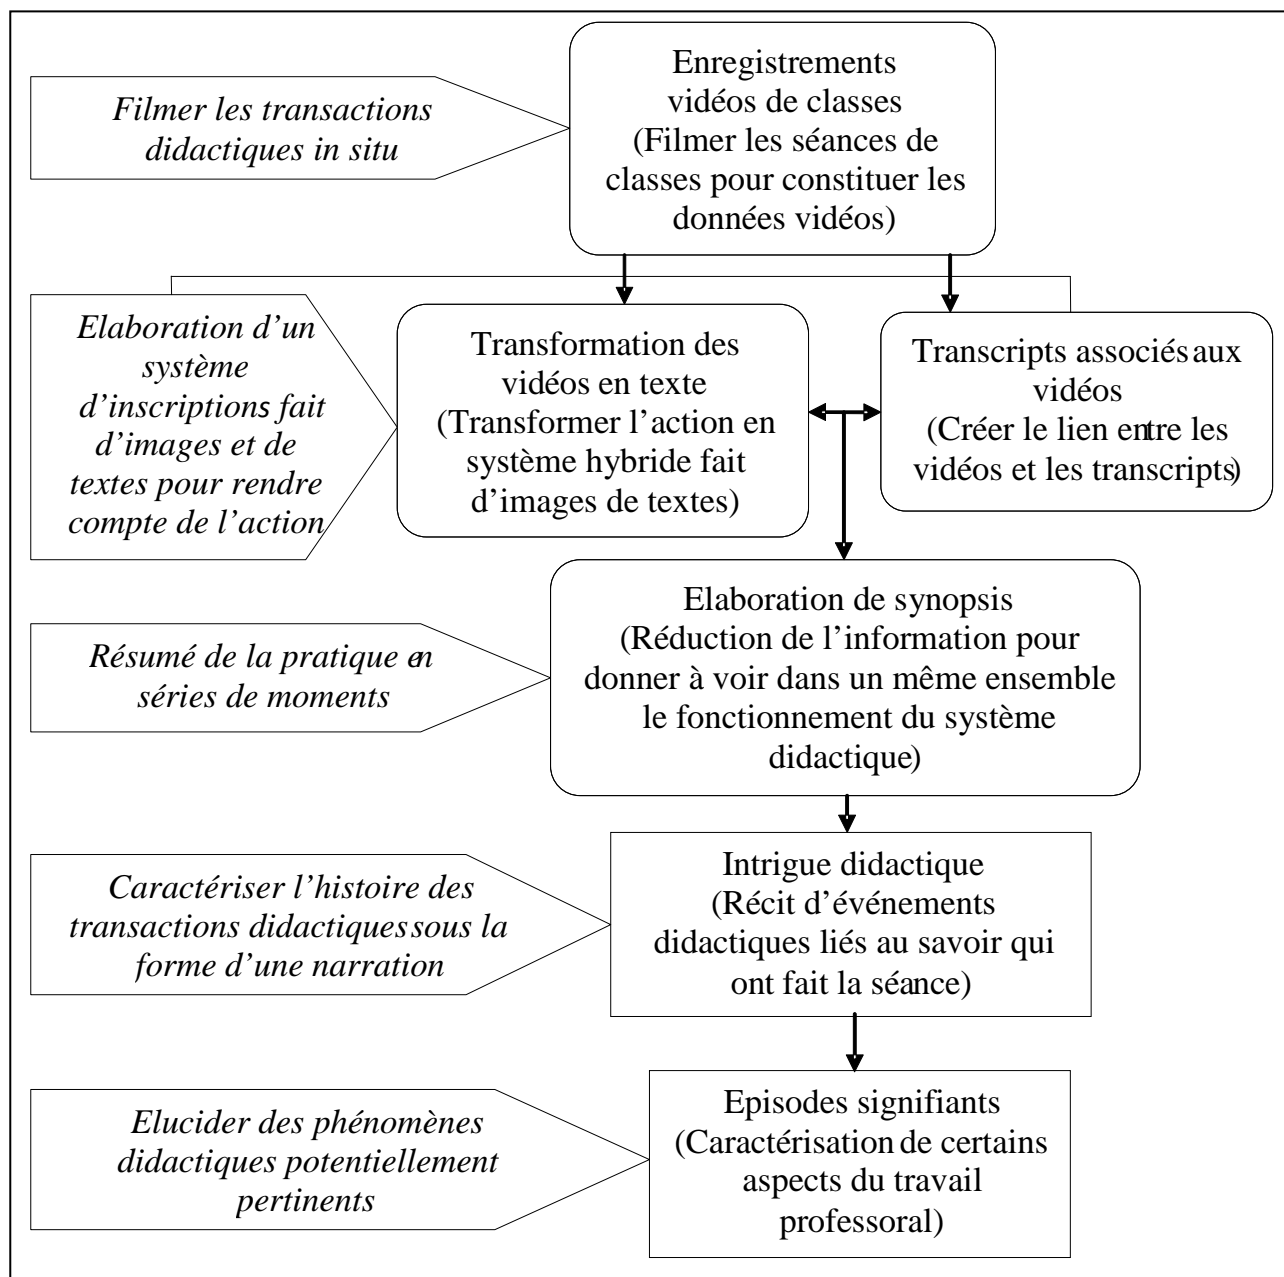 Filmer les transactions
didactiques in situ
Enregistrements
vidéos de classes
(Filmer les séances de
classes pour constituer les
données vidéos)
Elaboration d’un
système
d’inscriptions fait
d’images et de
textes pour rendre
compte de l’action
Transformation des
vidéos en texte
(Transformer l’action en
système hybride fait
d’images de textes)
Transcripts associés aux
vidéos
(Créer le lien entre les
vidéos et les transcripts)
Résumé de la pratique en
séries de moments
Elaboration de synopsis
(Réduction de l’information pour
donner à voir dans un même ensemble
le fonctionnement du système
didactique)
Caractériser l’histoire des
transactions didactiques sous la
forme d’une narration
Intrigue didactique
(Récit d’événements
didactiques liés au savoir qui
ont fait la séance)
Elucider des phénomènes
didactiques potentiellement
pertinents
Episodes signifiants
(Caractérisation de certains
aspects du travail
professoral)